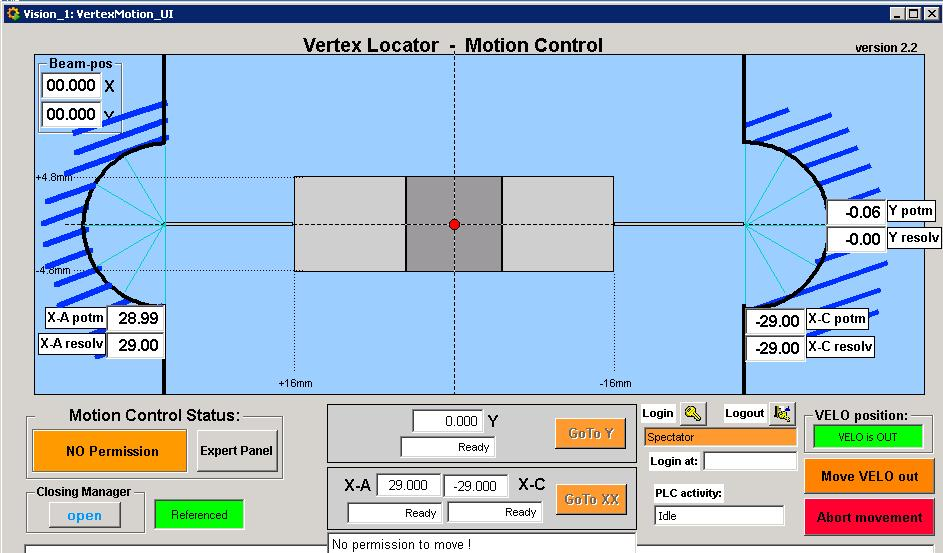 Vision_1: VertexMotion_UI
Vertex Locator - Motion Control
version 2.2
Beam-pos
00.000 X
00.000 Y
+4.8mm
-4.8mm
-0.06 Y potm
-0.00 Y resolv
X-A potm 28.99
X-A resolv 29.00
-29.00 X-C potm
-29.00 X-C resolv
+16mm
-16mm
Motion Control Status:
NO Permission
Expert Panel
Closing Manager
open
Referenced
0.000 Y
Ready
GoTo Y
X-A 29.000 -29.000 X-C
Ready Ready
GoTo XX
No permission to move !
Login Logout
Spectator
Login at:
PLC activity:
Idle
VELO position:
VELO is OUT
Move VELO out
Abort movement